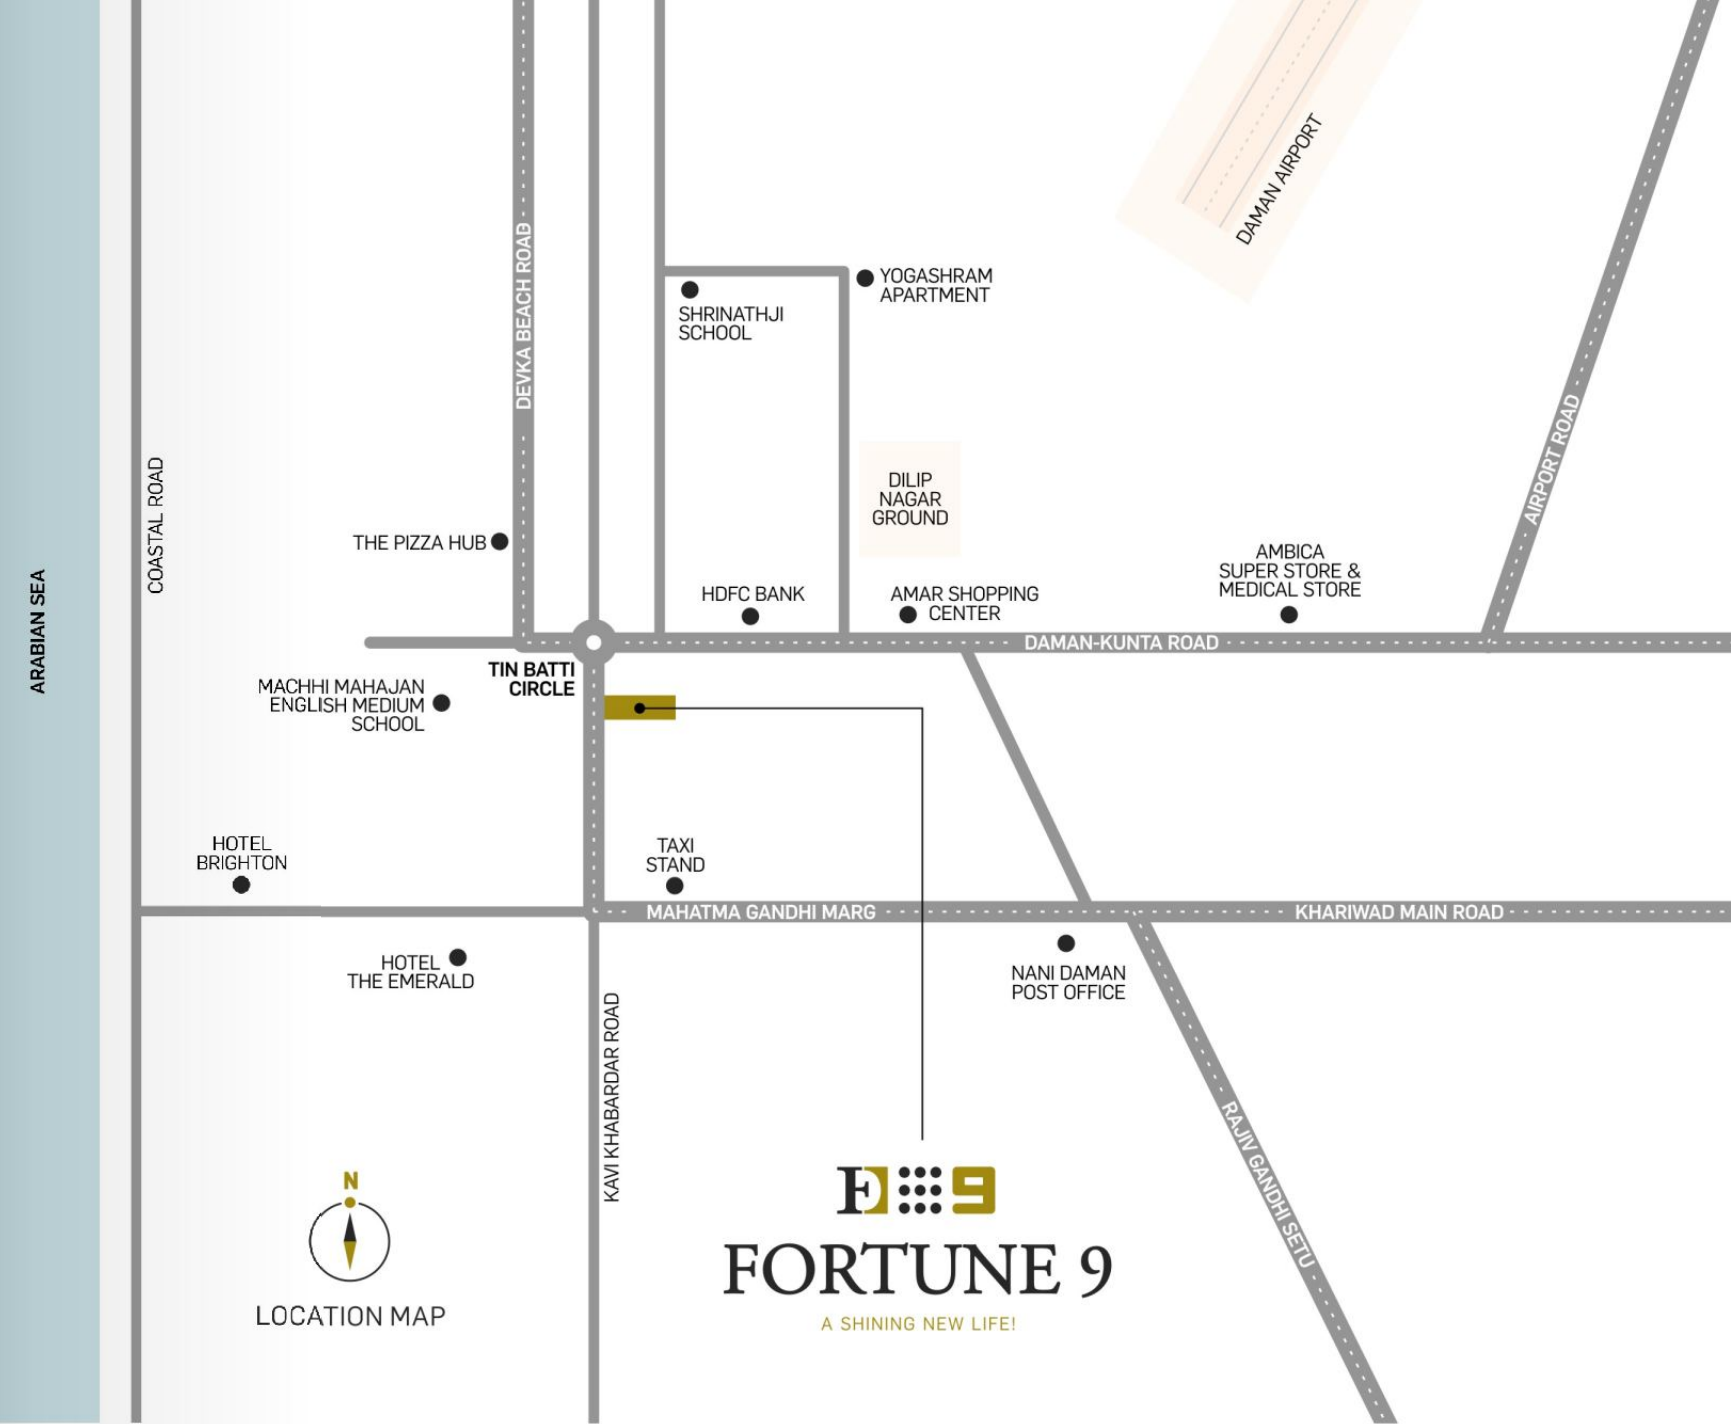 DAMAN AIRPORT
DEVKA BEACH ROAD
YOGASHRAM
APARTMENT
SHRINATHJI
SCHOOL
AIRPORT ROAD
COASTAL ROAD
ARABIAN SEA
DILIP
NAGAR
GROUND
THE PIZZA HUB
AMBICA
SUPER STORE &
MEDICAL STORE
HDFC BANK
AMAR SHOPPING
CENTER
DAMAN-KUNTA ROAD
TIN BATTI
CIRCLE
MACHHI MAHAJAN
ENGLISH MEDIUM
SCHOOL
HOTEL
BRIGHTON
TAXI
STAND
MAHATMA GANDHI MARG
KHARIWAD MAIN ROAD
HOTEL
THE EMERALD
NANI DAMAN
POST OFFICE
KAVI KHABARDAR ROAD
RAJIV GANDHI SETU
N
LOCATION MAP
F 9
FORTUNE 9
A SHINING NEW LIFE!